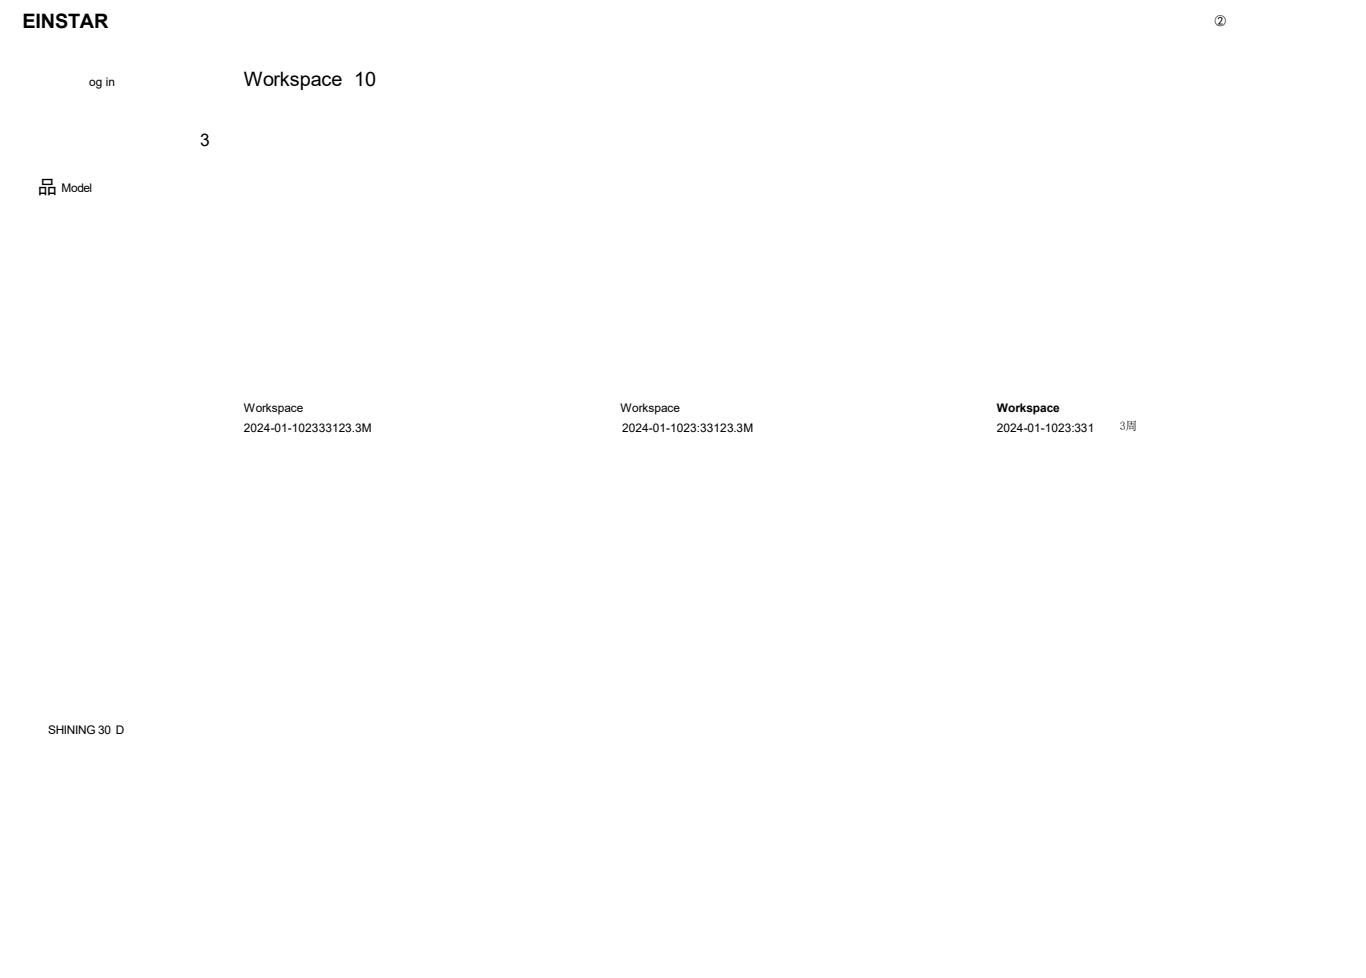 EINSTAR ②
og in
Workspace 10
3
品 Model
Workspace Workspace Workspace
2024-01-102333123.3M 2024-01-1023:33123.3M 2024-01-1023:331 3周
SHINING 30 D